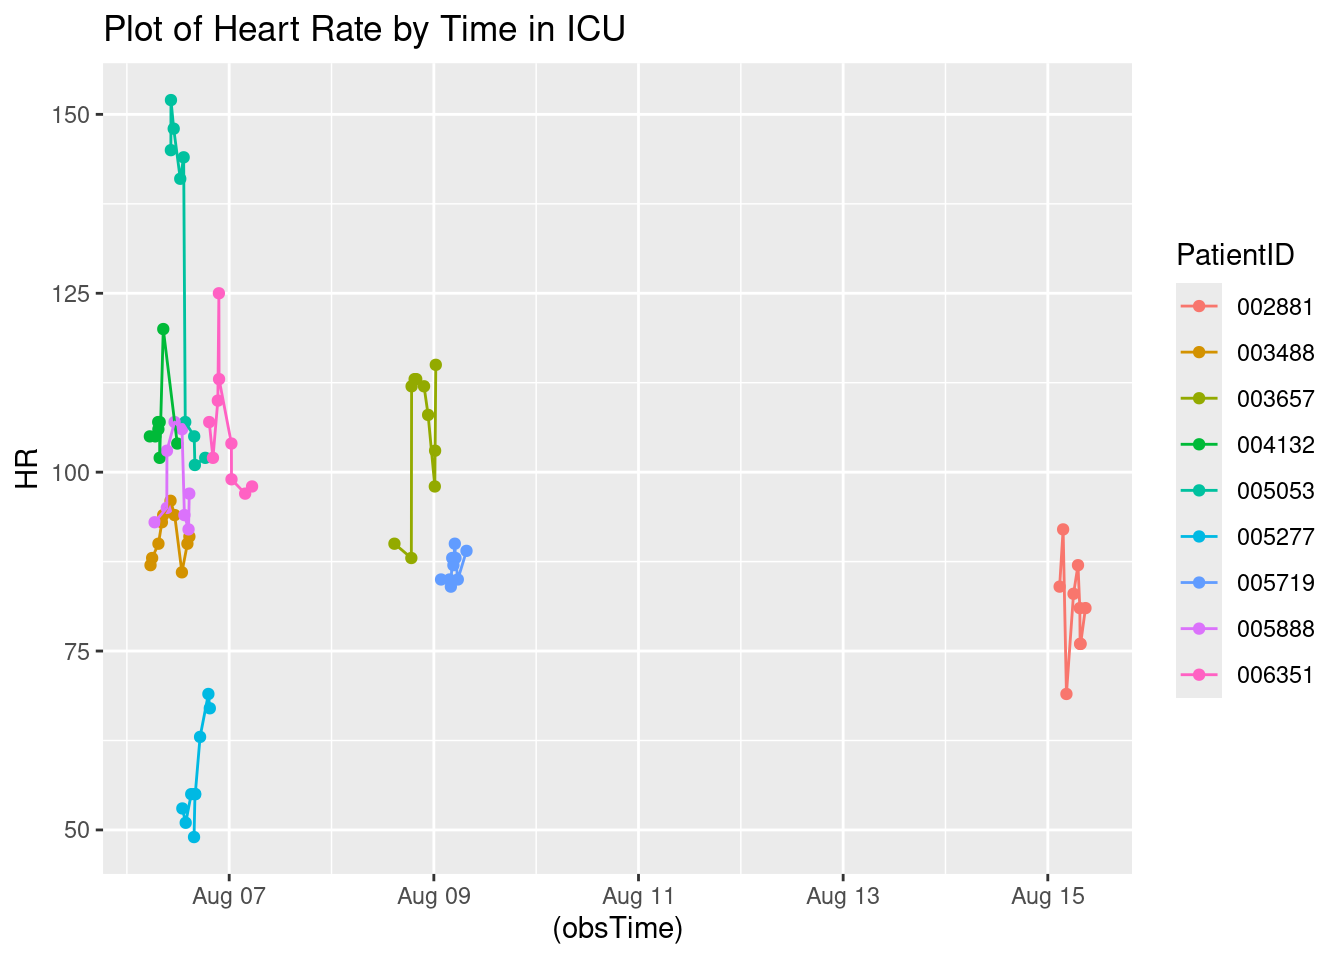 Plot of Heart Rate by Time in ICU
HR
150
125
100
75
50
Aug 07 Aug 09 Aug 11 Aug 13 Aug 15
(obsTime)
PatientID
002881
003488
003657
004132
005053
005277
005719
005888
006351